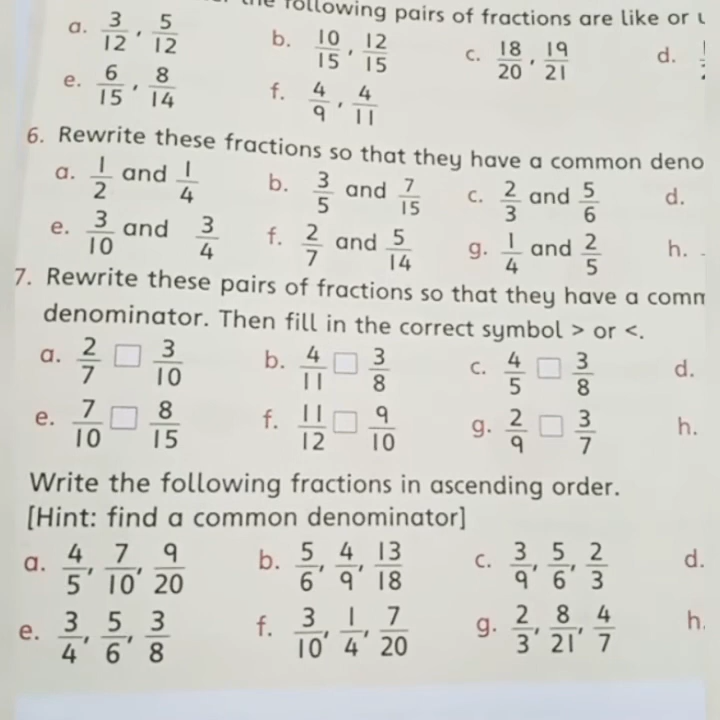 following pairs of fractions are like or
a. 3/12, 5/12 b. 10/15, 12/15 c. 18/20, 19/21 d.
e. 6/15, 8/14 f. 4/9, 4/11
6. Rewrite these fractions so that they have a common deno
a. 1/2 and 1/4 b. 3/5 and 7/15 c. 2/3 and 5/6 d.
e. 3/10 and 3/4 f. 2/7 and 5/14 g. 1/4 and 2/5 h.
7. Rewrite these pairs of fractions so that they have a comm
denominator. Then fill in the correct symbol > or <.
a. 2/7 □ 3/10 b. 4/11 □ 3/8 c. 4/5 □ 3/8 d.
e. 7/10 □ 8/15 f. 11/12 □ 9/10 g. 2/9 □ 3/7 h.
Write the following fractions in ascending order.
[Hint: find a common denominator]
a. 4/5, 7/10, 9/20 b. 5/6, 4/9, 13/18 c. 3/9, 5/6, 2/3 d.
e. 3/4, 5/6, 3/8 f. 3/10, 1/4, 7/20 g. 2/3, 8/21, 4/7 h.